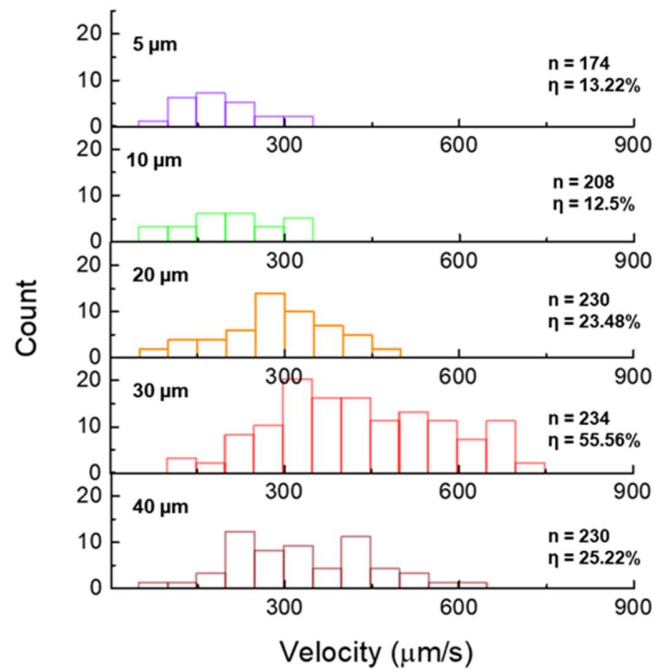 20
5 µm
n = 174
10
η = 13.22%
0
300
600
900
20
10 µm
n = 208
10
η = 12.5%
0
300
600
900
20
20 µm
n = 230
10
η = 23.48%
0
300
600
900
20
30 µm
n = 234
10
η = 55.56%
0
300
600
900
20
40 µm
n = 230
10
η = 25.22%
0
300
600
900
Count
Velocity (µm/s)